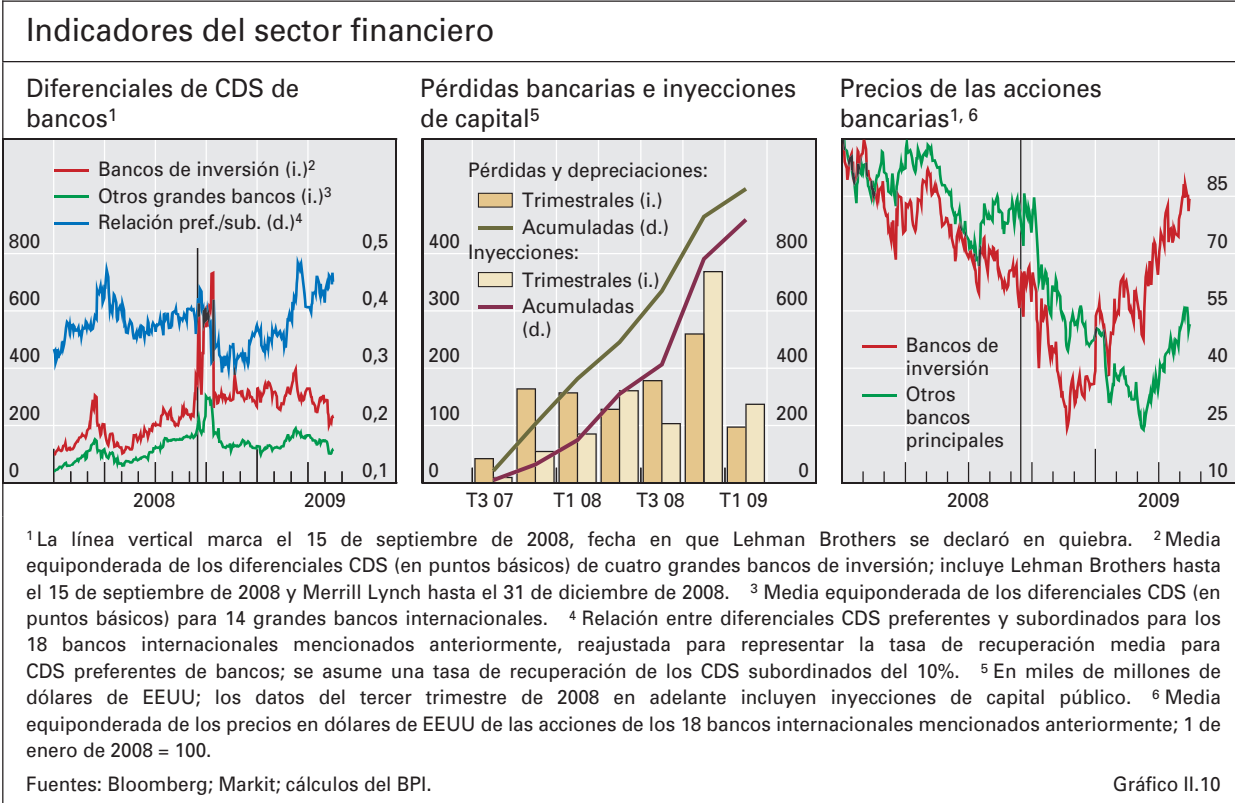 Indicadores del sector financiero
Diferenciales de CDS de
bancos¹
Bancos de inversión (i.)²
Otros grandes bancos (i.)³
Relación pref./sub. (d.)⁴
800
600
400
200
0
0,5
0,4
0,3
0,2
0,1
2008
2009
Pérdidas bancarias e inyecciones
de capital⁵
Pérdidas y depreciaciones:
Trimestrales (i.)
Acumuladas (d.)
Inyecciones:
Trimestrales (i.)
Acumuladas
(d.)
400
300
200
100
0
800
600
400
200
0
T3 07
T1 08
T3 08
T1 09
Precios de las acciones
bancarias¹, ⁶
Bancos de
inversión
Otros
bancos
principales
85
70
55
40
25
10
2008
2009
¹ La línea vertical marca el 15 de septiembre de 2008, fecha en que Lehman Brothers se declaró en quiebra. ² Media
equiponderada de los diferenciales CDS (en puntos básicos) de cuatro grandes bancos de inversión; incluye Lehman Brothers hasta
el 15 de septiembre de 2008 y Merrill Lynch hasta el 31 de diciembre de 2008. ³ Media equiponderada de los diferenciales CDS (en
puntos básicos) para 14 grandes bancos internacionales. ⁴ Relación entre diferenciales CDS preferentes y subordinados para los
18 bancos internacionales mencionados anteriormente, reajustada para representar la tasa de recuperación media para
CDS preferentes de bancos; se asume una tasa de recuperación de los CDS subordinados del 10%. ⁵ En miles de millones de
dólares de EEUU; los datos del tercer trimestre de 2008 en adelante incluyen inyecciones de capital público. ⁶ Media
equiponderada de los precios en dólares de EEUU de las acciones de los 18 bancos internacionales mencionados anteriormente; 1 de
enero de 2008 = 100.
Fuentes: Bloomberg; Markit; cálculos del BPI.
Gráfico II.10